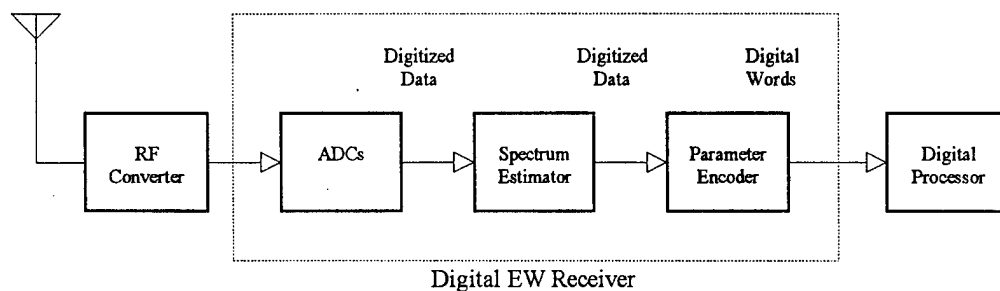 Digitized
Data
Digitized
Data
Digital
Words
RF
Converter
ADCs
Spectrum
Estimator
Parameter
Encoder
Digital
Processor
Digital EW Receiver